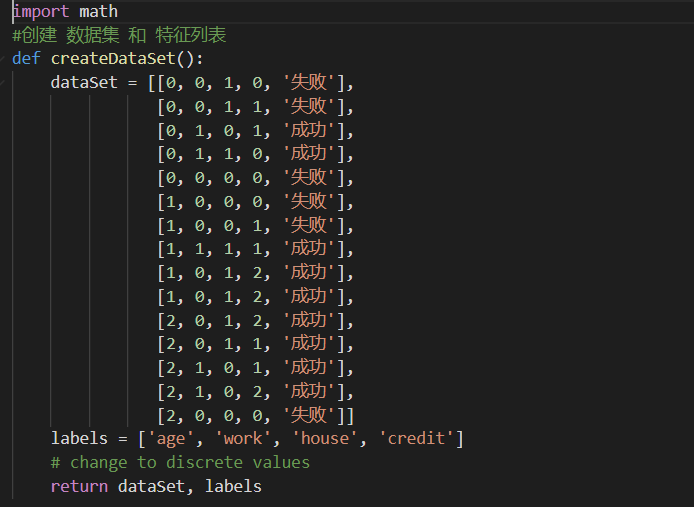 import math
#创建 数据集 和 特征列表
def createDataSet():
    dataSet = [[0, 0, 1, 0, '失败'],
               [0, 0, 1, 1, '失败'],
               [0, 1, 0, 1, '成功'],
               [0, 1, 1, 0, '成功'],
               [0, 0, 0, 0, '失败'],
               [1, 0, 0, 0, '失败'],
               [1, 0, 0, 1, '失败'],
               [1, 1, 1, 1, '成功'],
               [1, 0, 1, 2, '成功'],
               [1, 0, 1, 2, '成功'],
               [2, 0, 1, 2, '成功'],
               [2, 0, 1, 1, '成功'],
               [2, 1, 0, 1, '成功'],
               [2, 1, 0, 2, '成功'],
               [2, 0, 0, 0, '失败']]
    labels = ['age', 'work', 'house', 'credit']
    # change to discrete values
    return dataSet, labels